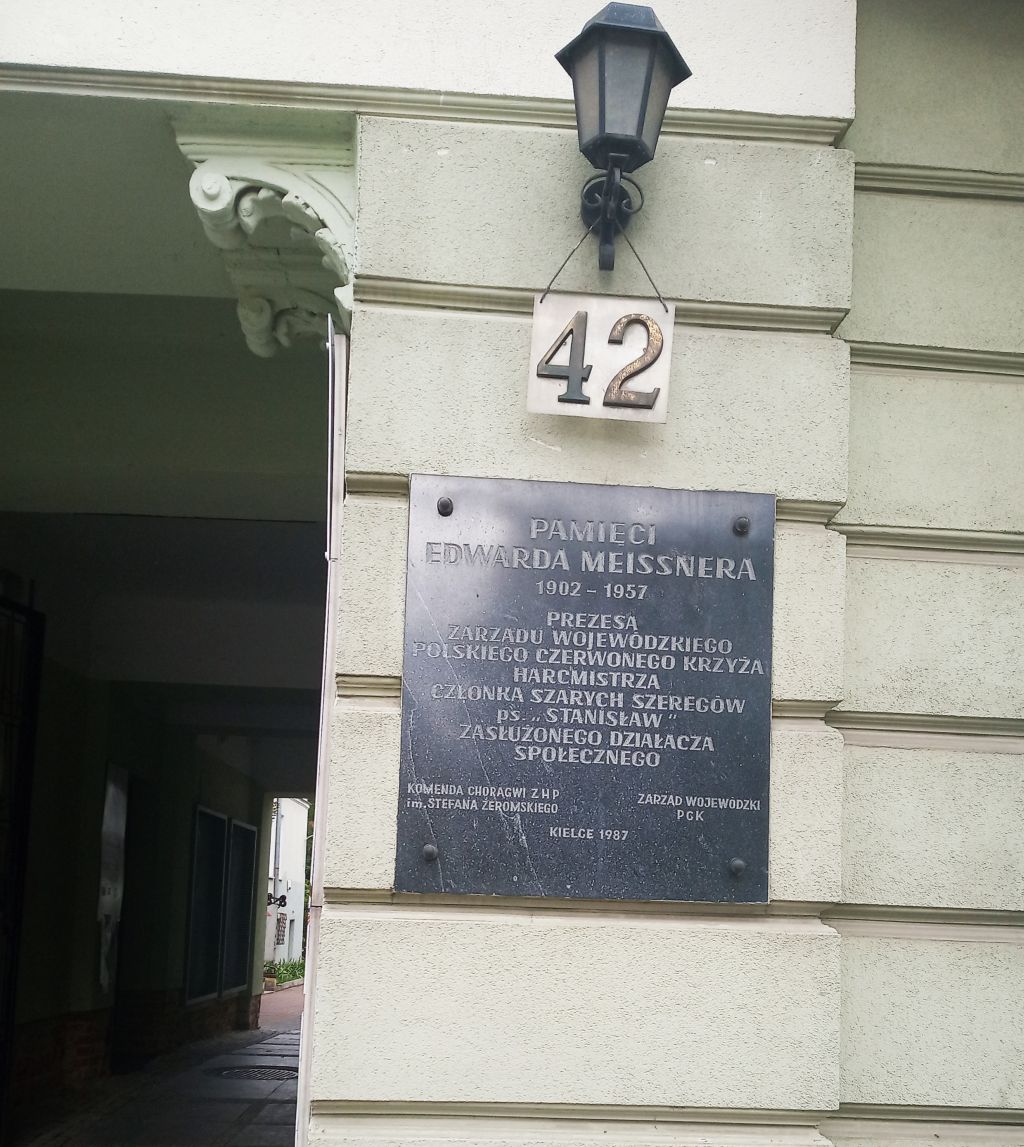 42
PAMIĘCI
EDWARDA MEISSNERA
1902 – 1957
PREZESA
ZARZĄDU WOJEWÓDZKIEGO
POLSKIEGO CZERWONEGO KRZYŻA
HARCMISTRZA
CZŁONKA SZARYCH SZEREGÓW
ps. „STANISŁAW”
ZASŁUŻONEGO DZIAŁACZA
SPOŁECZNEGO
KOMENDA CHORĄGWI ZHP
im. STEFANA ŻEROMSKIEGO
ZARZĄD WOJEWÓDZKI
PCK
KIELCE 1987